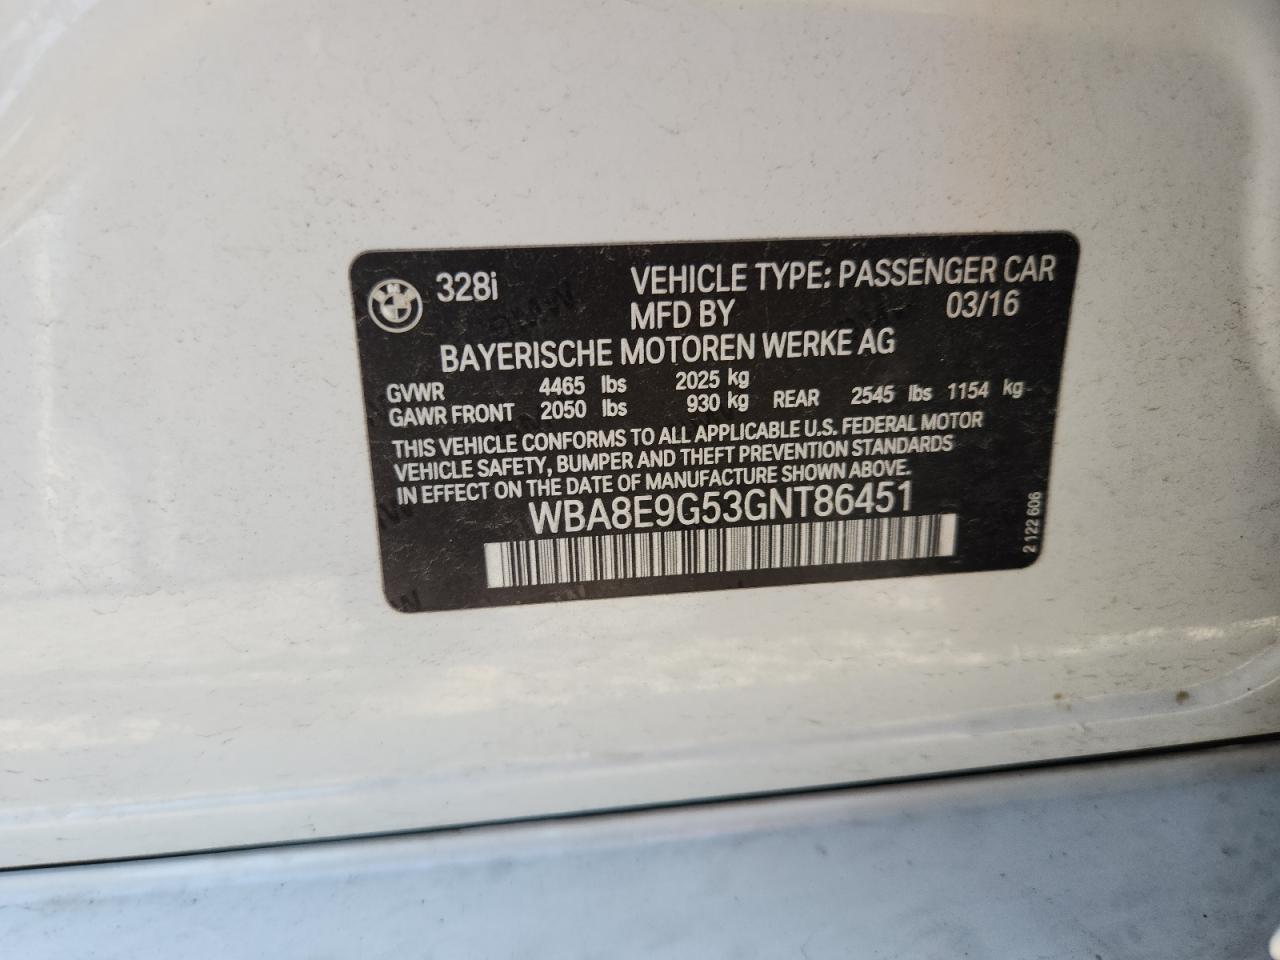 328i VEHICLE TYPE: PASSENGER CAR
MFD BY 03/16
BAYERISCHE MOTOREN WERKE AG
GVWR 4465 lbs 2025 kg
GAWR FRONT 2050 lbs 930 kg REAR 2545 lbs 1154 kg
THIS VEHICLE CONFORMS TO ALL APPLICABLE U.S. FEDERAL MOTOR
VEHICLE SAFETY, BUMPER AND THEFT PREVENTION STANDARDS
IN EFFECT ON THE DATE OF MANUFACTURE SHOWN ABOVE.
WBA8E9G53GNT86451
2 122 606